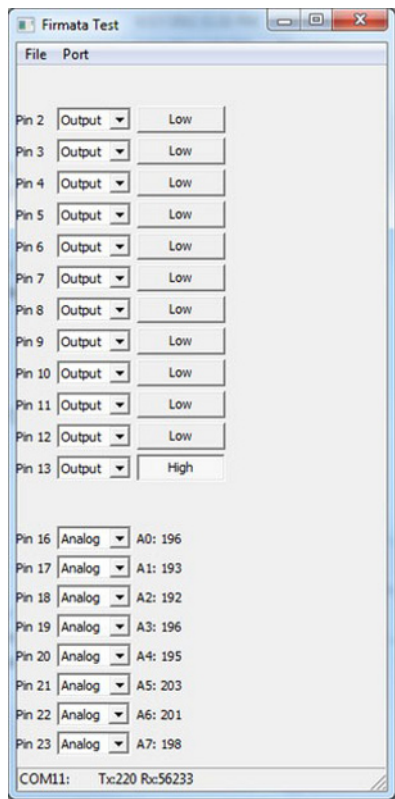 Firmata Test
File Port
Pin 2 Output Low
Pin 3 Output Low
Pin 4 Output Low
Pin 5 Output Low
Pin 6 Output Low
Pin 7 Output Low
Pin 8 Output Low
Pin 9 Output Low
Pin 10 Output Low
Pin 11 Output Low
Pin 12 Output Low
Pin 13 Output High
Pin 16 Analog A0: 196
Pin 17 Analog A1: 193
Pin 18 Analog A2: 192
Pin 19 Analog A3: 196
Pin 20 Analog A4: 195
Pin 21 Analog A5: 203
Pin 22 Analog A6: 201
Pin 23 Analog A7: 198
COM11: Tx:220 Rx:56233